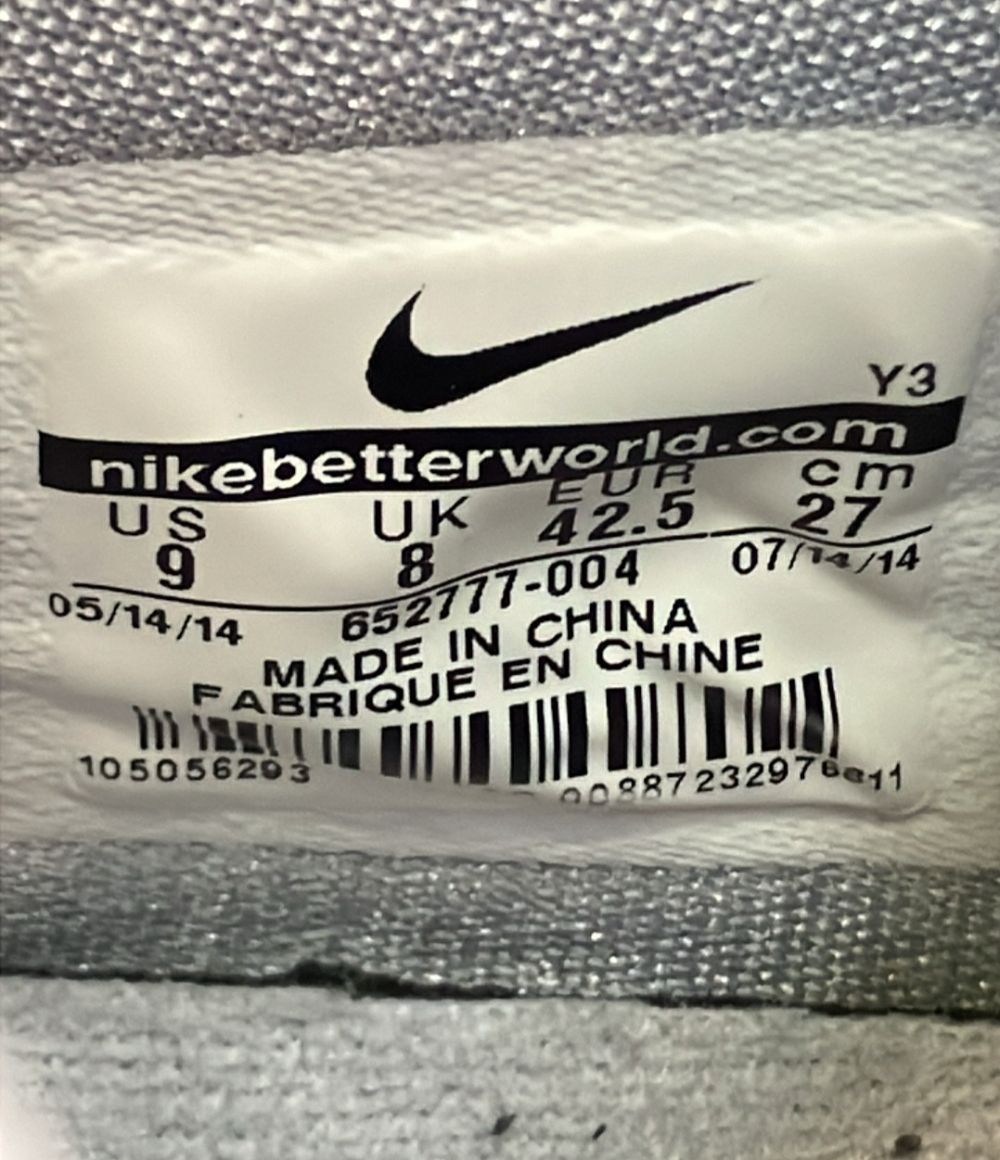 Y3
nikebetterworld.com
US UK EUR cm
9 8 42.5 27
05/14/14 652777-004 07/14/14
MADE IN CHINA
FABRIQUE EN CHINE
105056293